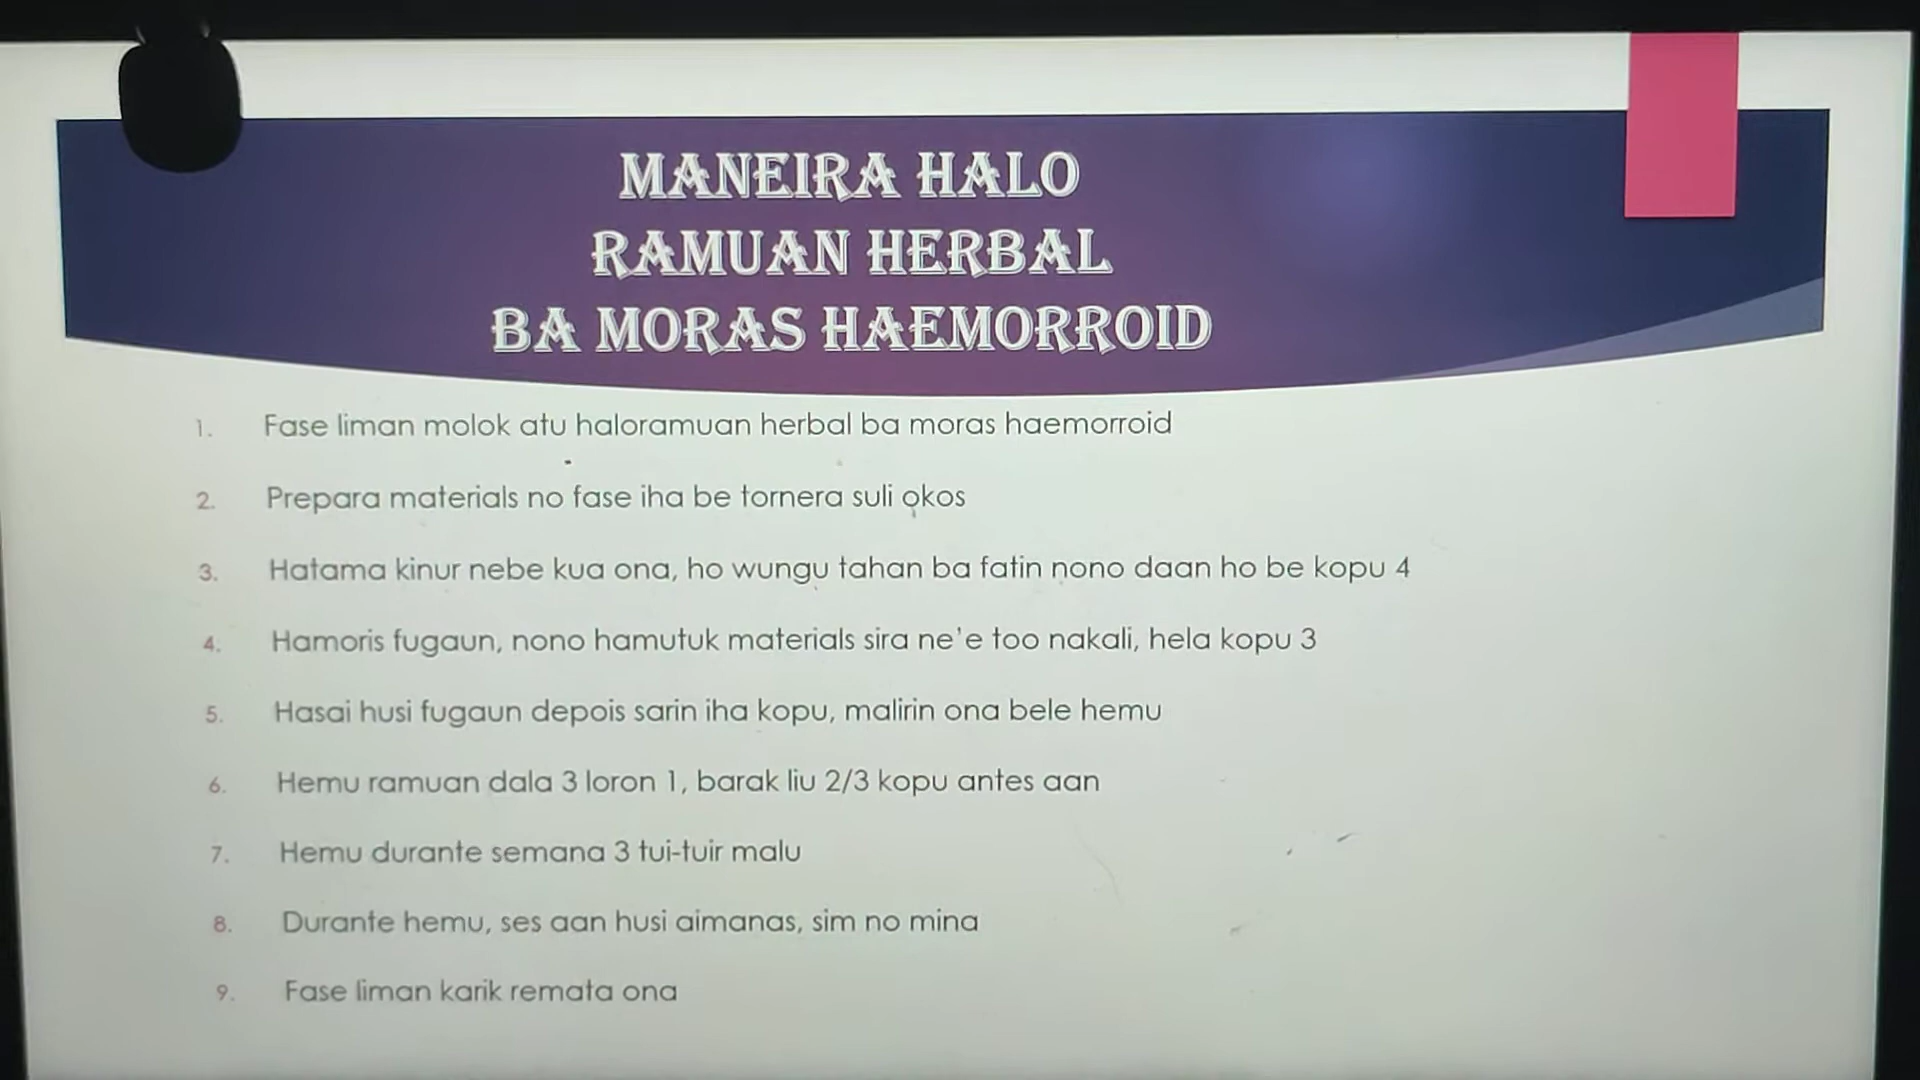 MANEIRA HALO
RAMUAN HERBAL
BA MORAS HAEMORROID
1. Fase liman molok atu haloramuan herbal ba moras haemorroid
2. Prepara materials no fase iha be tornera suli okos
3. Hatama kinur nebe kua ona, ho wungu tahan ba fatin nono daan ho be kopu 4
4. Hamoris fugaun, nono hamutuk materials sira ne'e too nakali, hela kopu 3
5. Hasai husi fugaun depois sarin iha kopu, malirin ona bele hemu
6. Hemu ramuan dala 3 loron 1, barak liu 2/3 kopu antes aan
7. Hemu durante semana 3 tui-tuir malu
8. Durante hemu, ses aan husi aimanas, sim no mina
9. Fase liman karik remata ona